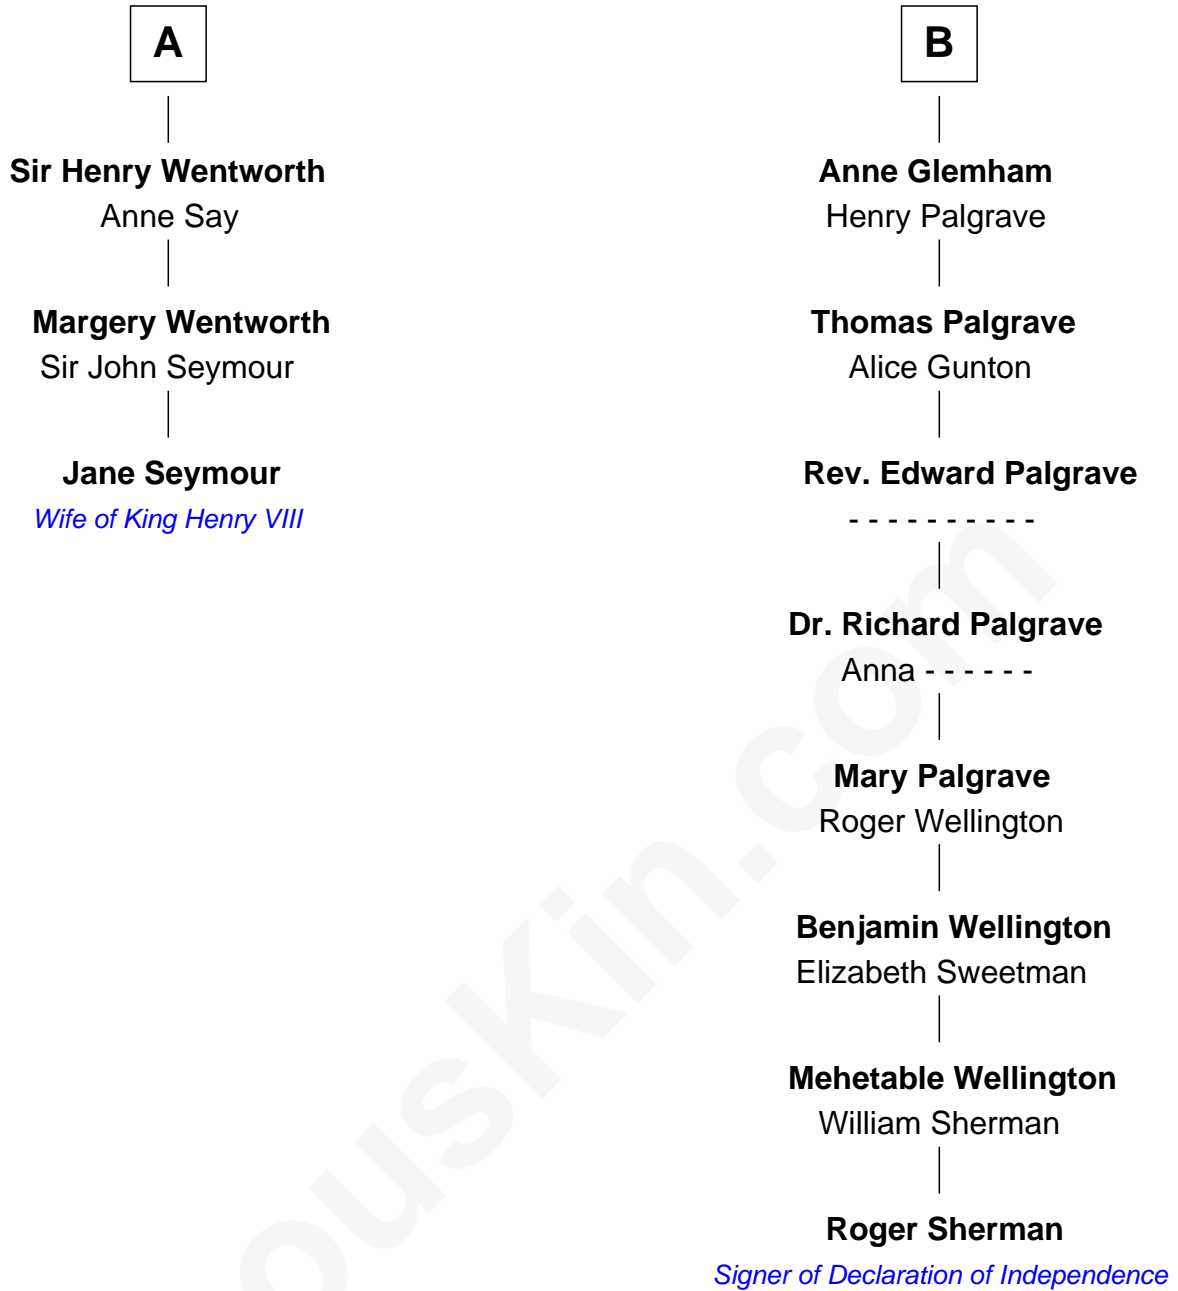 A
Sir Henry Wentworth
Anne Say
Margery Wentworth
Sir John Seymour
Jane Seymour
Wife of King Henry VIII
B
Anne Glemham
Henry Palgrave
Thomas Palgrave
Alice Gunton
Rev. Edward Palgrave
- - - - - - - - - -
Dr. Richard Palgrave
Anna - - - - - -
Mary Palgrave
Roger Wellington
Benjamin Wellington
Elizabeth Sweetman
Mehetable Wellington
William Sherman
Roger Sherman
Signer of Declaration of Independence
ousKin.com